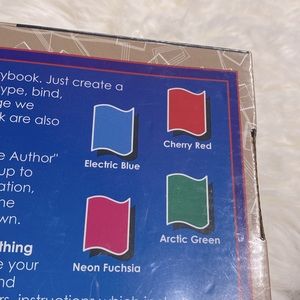 ybook. Just create a
ype, bind,
ge we
k are also
e Author"
up to
ation,
ne
wn.
thing
e your
nd
Electric Blue
Cherry Red
Neon Fuchsia
Arctic Green